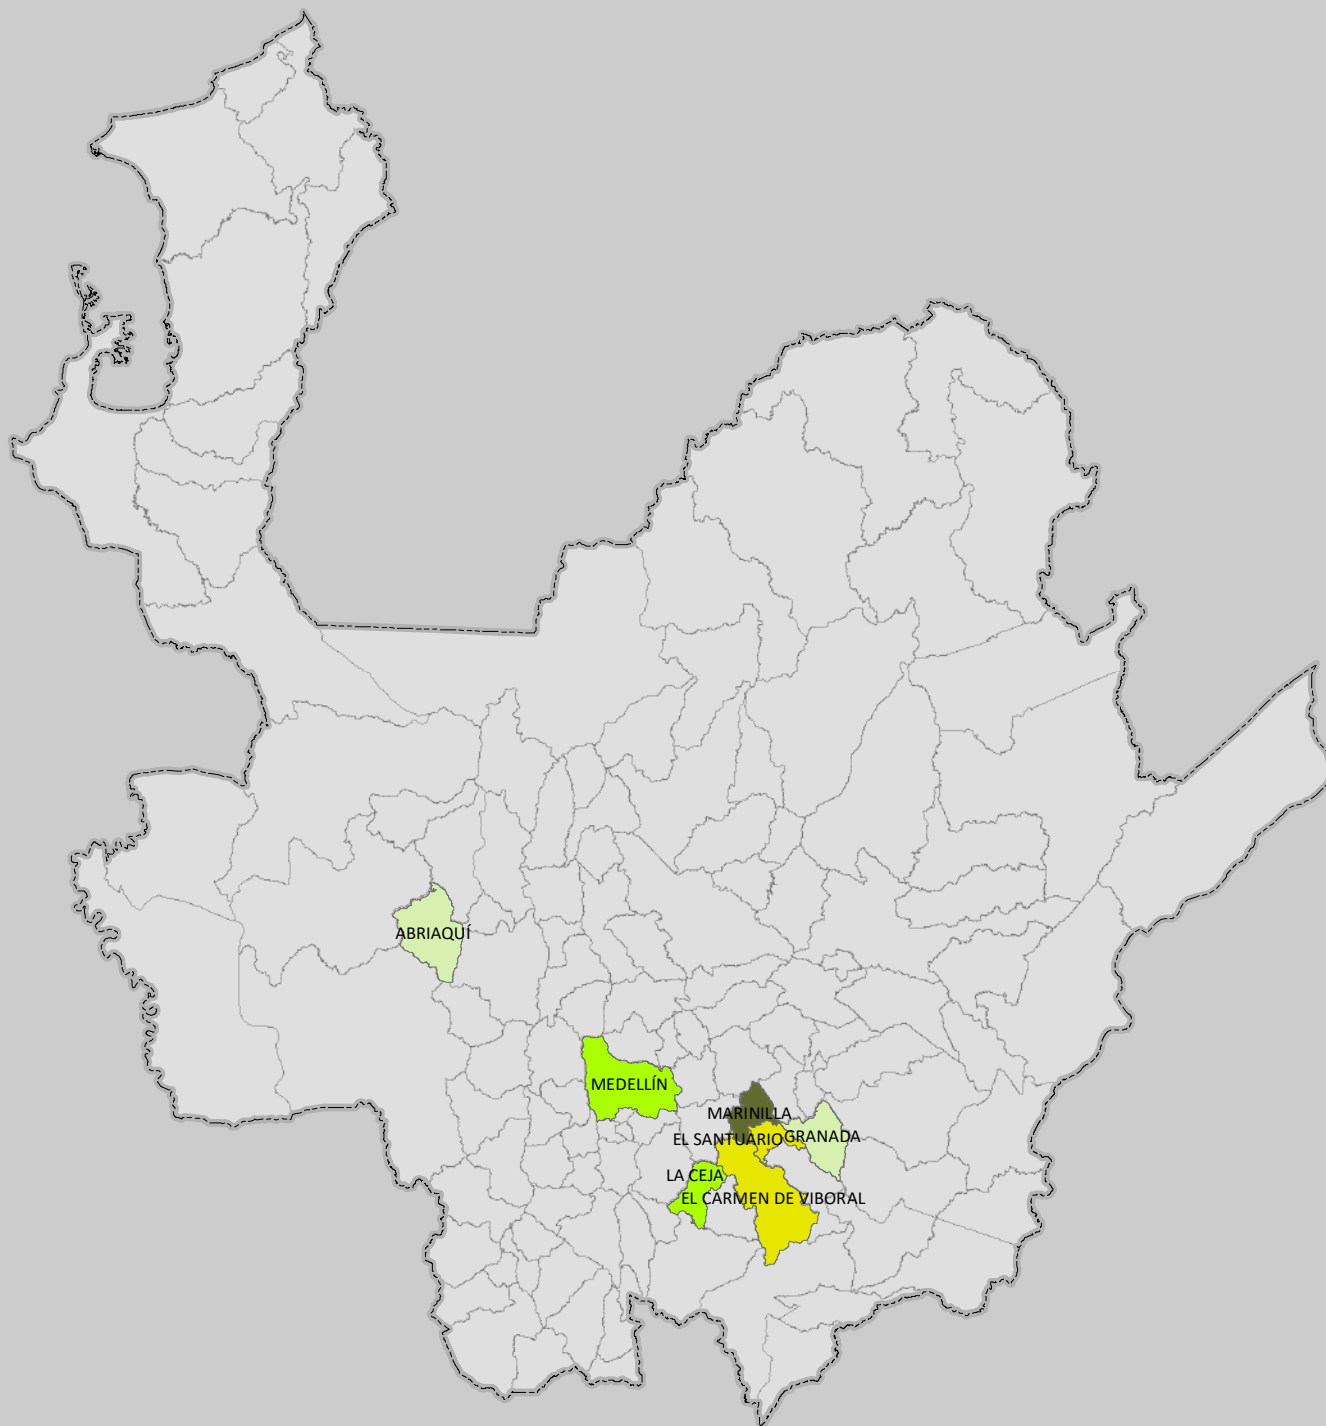 ABRIAQUÍ
MEDELLÍN
MARINILLA
EL SANTUARIO
GRANADA
LA CEJA
EL CARMEN DE VIBORAL